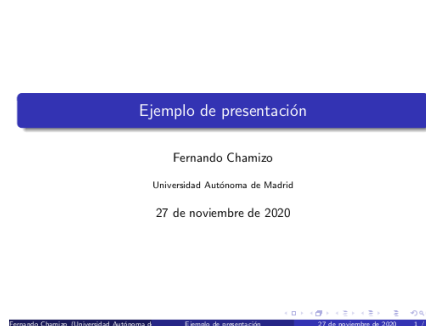 Ejemplo de presentación
Fernando Chamizo
Universidad Autónoma de Madrid
27 de noviembre de 2020
Fernando Chamizo (Universidad Autónoma d Ejemplo de presentación 27 de noviembre de 2020 1 /